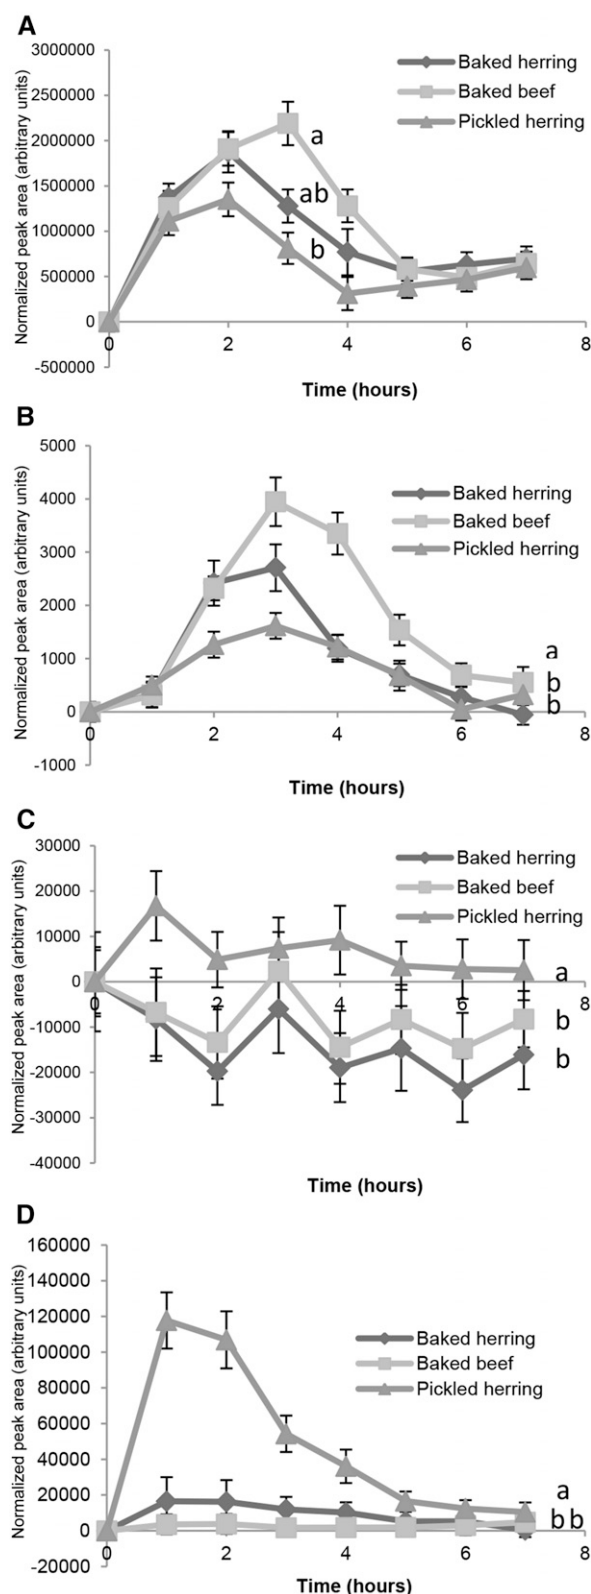 A
Normalized peak area (arbitrary units)
3000000
2500000
2000000
1500000
1000000
500000
0
-500000
Baked herring
Baked beef
Pickled herring
a
ab
b
0 2 4 6 8
Time (hours)
B
Normalized peak area (arbitrary units)
5000
4000
3000
2000
1000
0
-1000
Baked herring
Baked beef
Pickled herring
a
b
b
0 2 4 6 8
Time (hours)
C
Normalized peak area (arbitrary units)
30000
20000
10000
0
-10000
-20000
-30000
-40000
Baked herring
Baked beef
Pickled herring
0 2 4 6 8
a
b
b
Time (hours)
D
Normalized peak area (arbitrary units)
160000
140000
120000
100000
80000
60000
40000
20000
0
-20000
Baked herring
Baked beef
Pickled herring
a
b b
0 2 4 6 8
Time (hours)